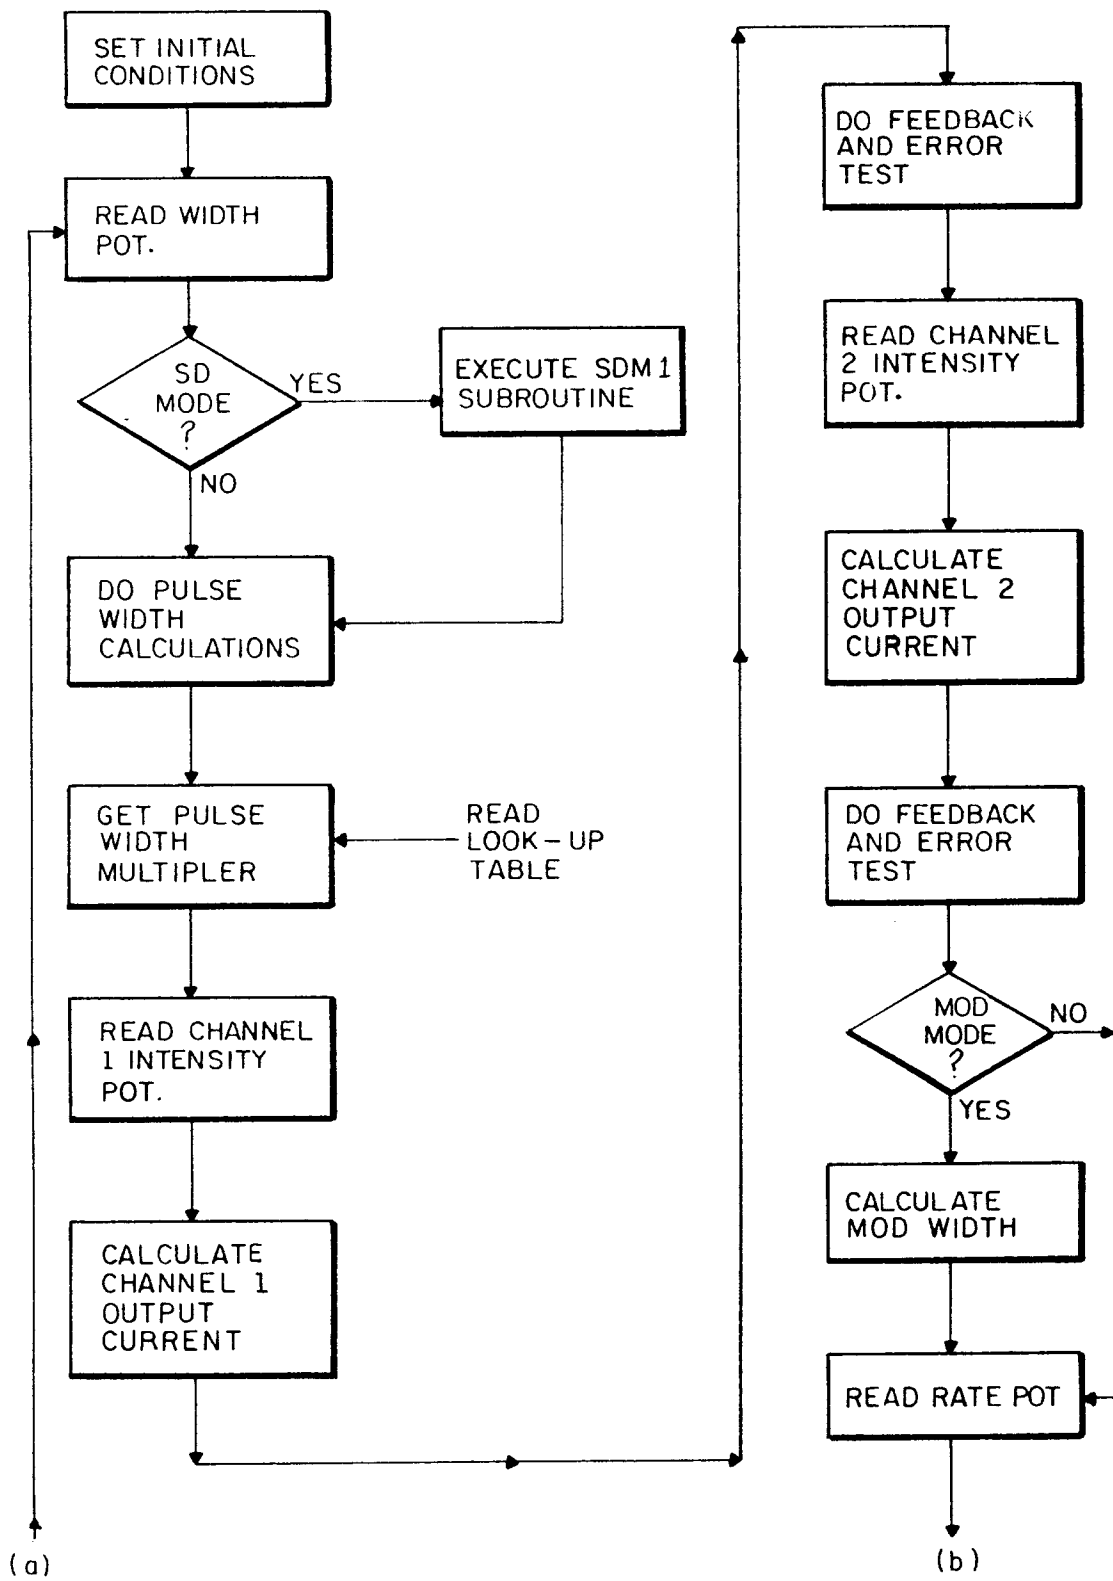 SET INITIAL
CONDITIONS
READ WIDTH
POT.
SD
MODE
?
YES
NO
EXECUTE SDM1
SUBROUTINE
DO PULSE
WIDTH
CALCULATIONS
GET PULSE
WIDTH
MULTIPLER
READ
LOOK-UP
TABLE
READ CHANNEL
1 INTENSITY
POT.
CALCULATE
CHANNEL 1
OUTPUT
CURRENT
(a)
DO FEEDBACK
AND ERROR
TEST
READ CHANNEL
2 INTENSITY
POT.
CALCULATE
CHANNEL 2
OUTPUT
CURRENT
DO FEEDBACK
AND ERROR
TEST
MOD
MODE
?
NO
YES
CALCULATE
MOD WIDTH
READ RATE POT
(b)